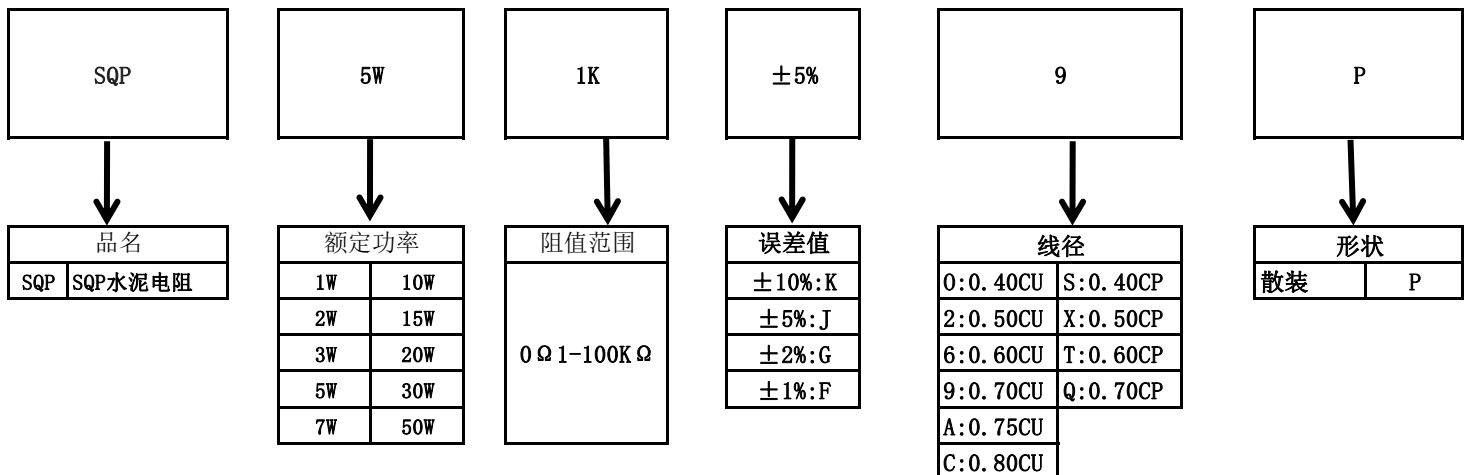 SQP 5W 1K ±5% 9 P
品名 额定功率 阻值范围 误差值 线径 形状
SQP SQP水泥电阻 1W 10W ±10%:K 0:0.40CU S:0.40CP 散装 P
2W 15W ±5%:J 2:0.50CU X:0.50CP
3W 20W 0Ω1-100KΩ ±2%:G 6:0.60CU T:0.60CP
5W 30W ±1%:F 9:0.70CU Q:0.70CP
7W 50W A:0.75CU
C:0.80CU